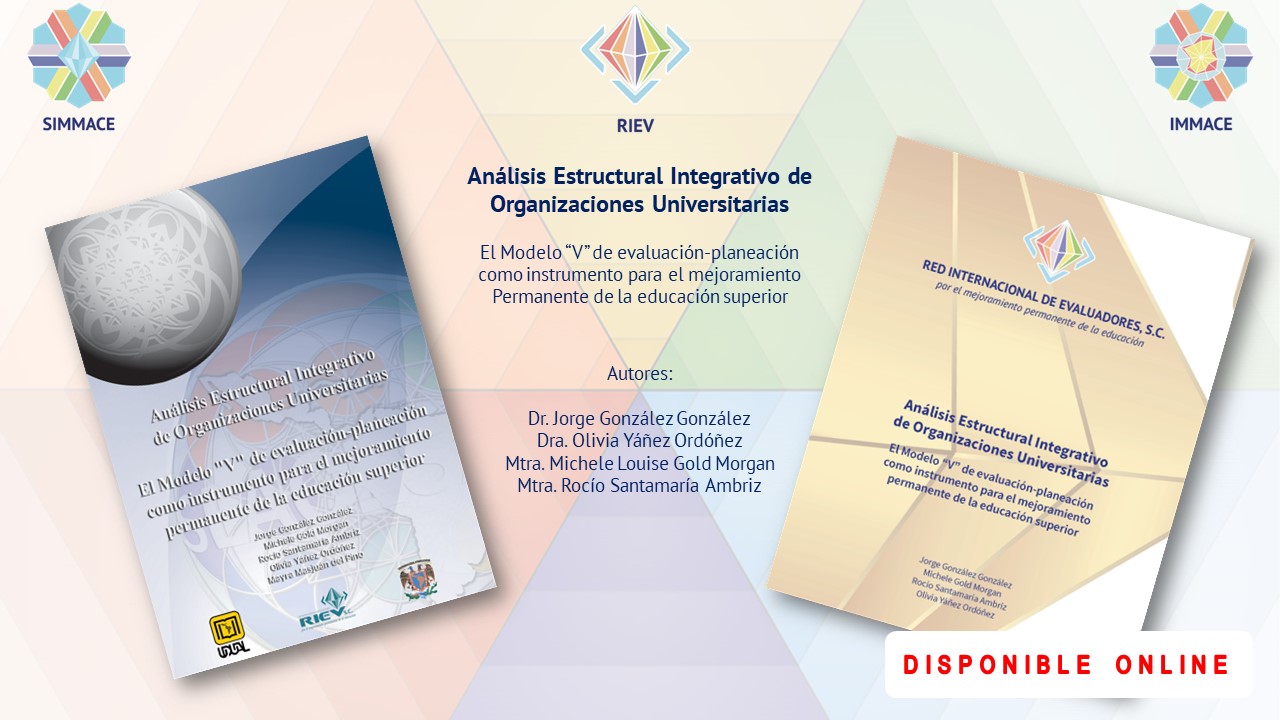 SIMMACE
RIEV
IMMACE
Análisis Estructural Integrativo de
Organizaciones Universitarias
El Modelo “V” de evaluación-planeación
como instrumento para el mejoramiento
Permanente de la educación superior
Autores:
Dr. Jorge González González
Dra. Olivia Yáñez Ordóñez
Mtra. Michele Louise Gold Morgan
Mtra. Rocío Santamaría Ambriz
Análisis Estructural Integrativo
de Organizaciones Universitarias
El Modelo "V" de evaluación-planeación
como instrumento para el mejoramiento
permanente de la educación superior
Jorge González González
Michele Gold Morgan
Rocío Santamaría Ambriz
Olivia Yáñez Ordóñez
Mayra Masjuán del Pino
UDUAL
RIEV
RED INTERNACIONAL DE EVALUADORES, S.C.
por el mejoramiento permanente de la educación
Análisis Estructural Integrativo
de Organizaciones Universitarias
El Modelo “V” de evaluación-planeación
como instrumento para el mejoramiento
permanente de la educación superior
Jorge González González
Michele Gold Morgan
Rocío Santamaría Ambriz
Olivia Yáñez Ordóñez
DISPONIBLE ONLINE